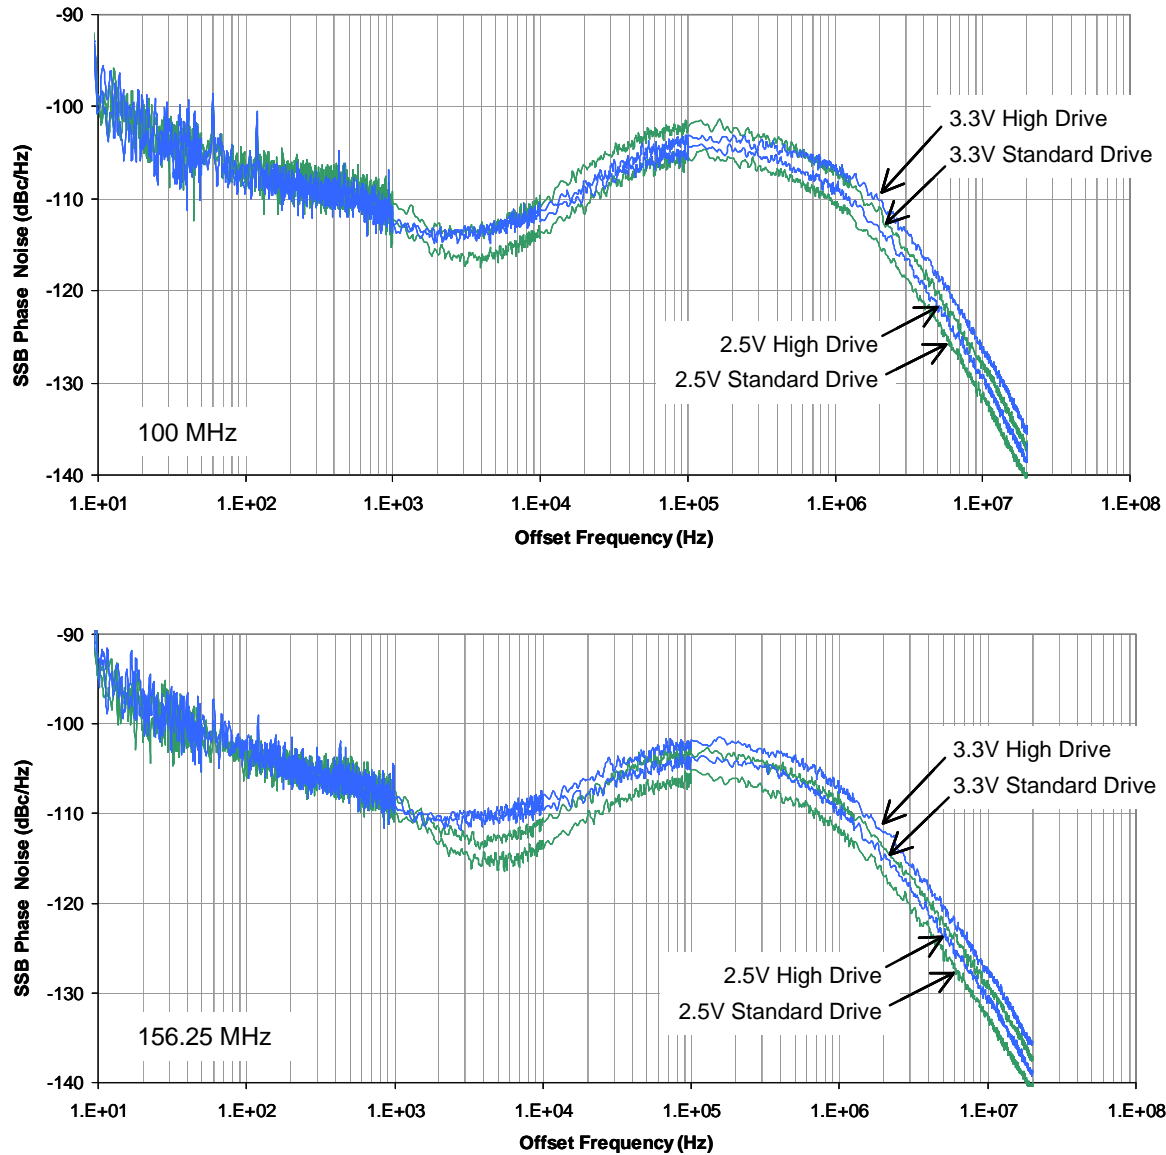 -90
-100
-110
-120
-130
-140
SSB Phase Noise (dBc/Hz)
3.3V High Drive
3.3V Standard Drive
2.5V High Drive
2.5V Standard Drive
100 MHz
1.E+01 1.E+02 1.E+03 1.E+04 1.E+05 1.E+06 1.E+07 1.E+08
Offset Frequency (Hz)
-90
-100
-110
-120
-130
-140
SSB Phase Noise (dBc/Hz)
3.3V High Drive
3.3V Standard Drive
2.5V High Drive
2.5V Standard Drive
156.25 MHz
1.E+01 1.E+02 1.E+03 1.E+04 1.E+05 1.E+06 1.E+07 1.E+08
Offset Frequency (Hz)